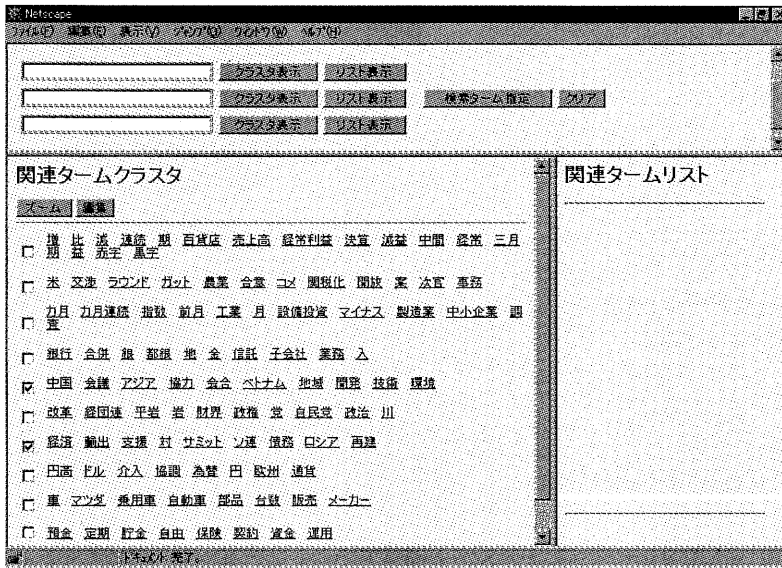 Netscape
ファイル(F) 編集(E) 表示(V) ジャンプ(G) ウインドウ(W) ヘルプ(H)
クラスタ表示 リスト表示
クラスタ表示 リスト表示 検索ターム指定 クリア
クラスタ表示 リスト表示
関連タームクラスタ
ズーム 編集
増 比 減 連続 期 百貨店 売上高 経常利益 決算 減益 中間 経常 三月
期 益 赤字 黒字
米 交渉 ラウンド ガット 農業 合意 コメ 関税化 開放 案 次官 事務
カ月 カ月連続 指数 前月 工業 月 設備投資 マイナス 製造業 中小企業 調
査
銀行 合併 銀 都銀 地 金 信託 子会社 業務 入
中国 会議 アジア 協力 会合 ベトナム 地域 開発 技術 環境
改革 経団連 平岩 岩 財界 政権 党 自民党 政治 川
経済 輸出 支援 対 サミット ソ連 債務 ロシア 再建
円高 ドル 介入 協調 為替 円 欧州 通貨
車 マツダ 乗用車 自動車 部品 台数 販売 メーカー
預金 定期 貯金 自由 保険 契約 資金 運用
関連タームリスト
ドキュメント 完了。